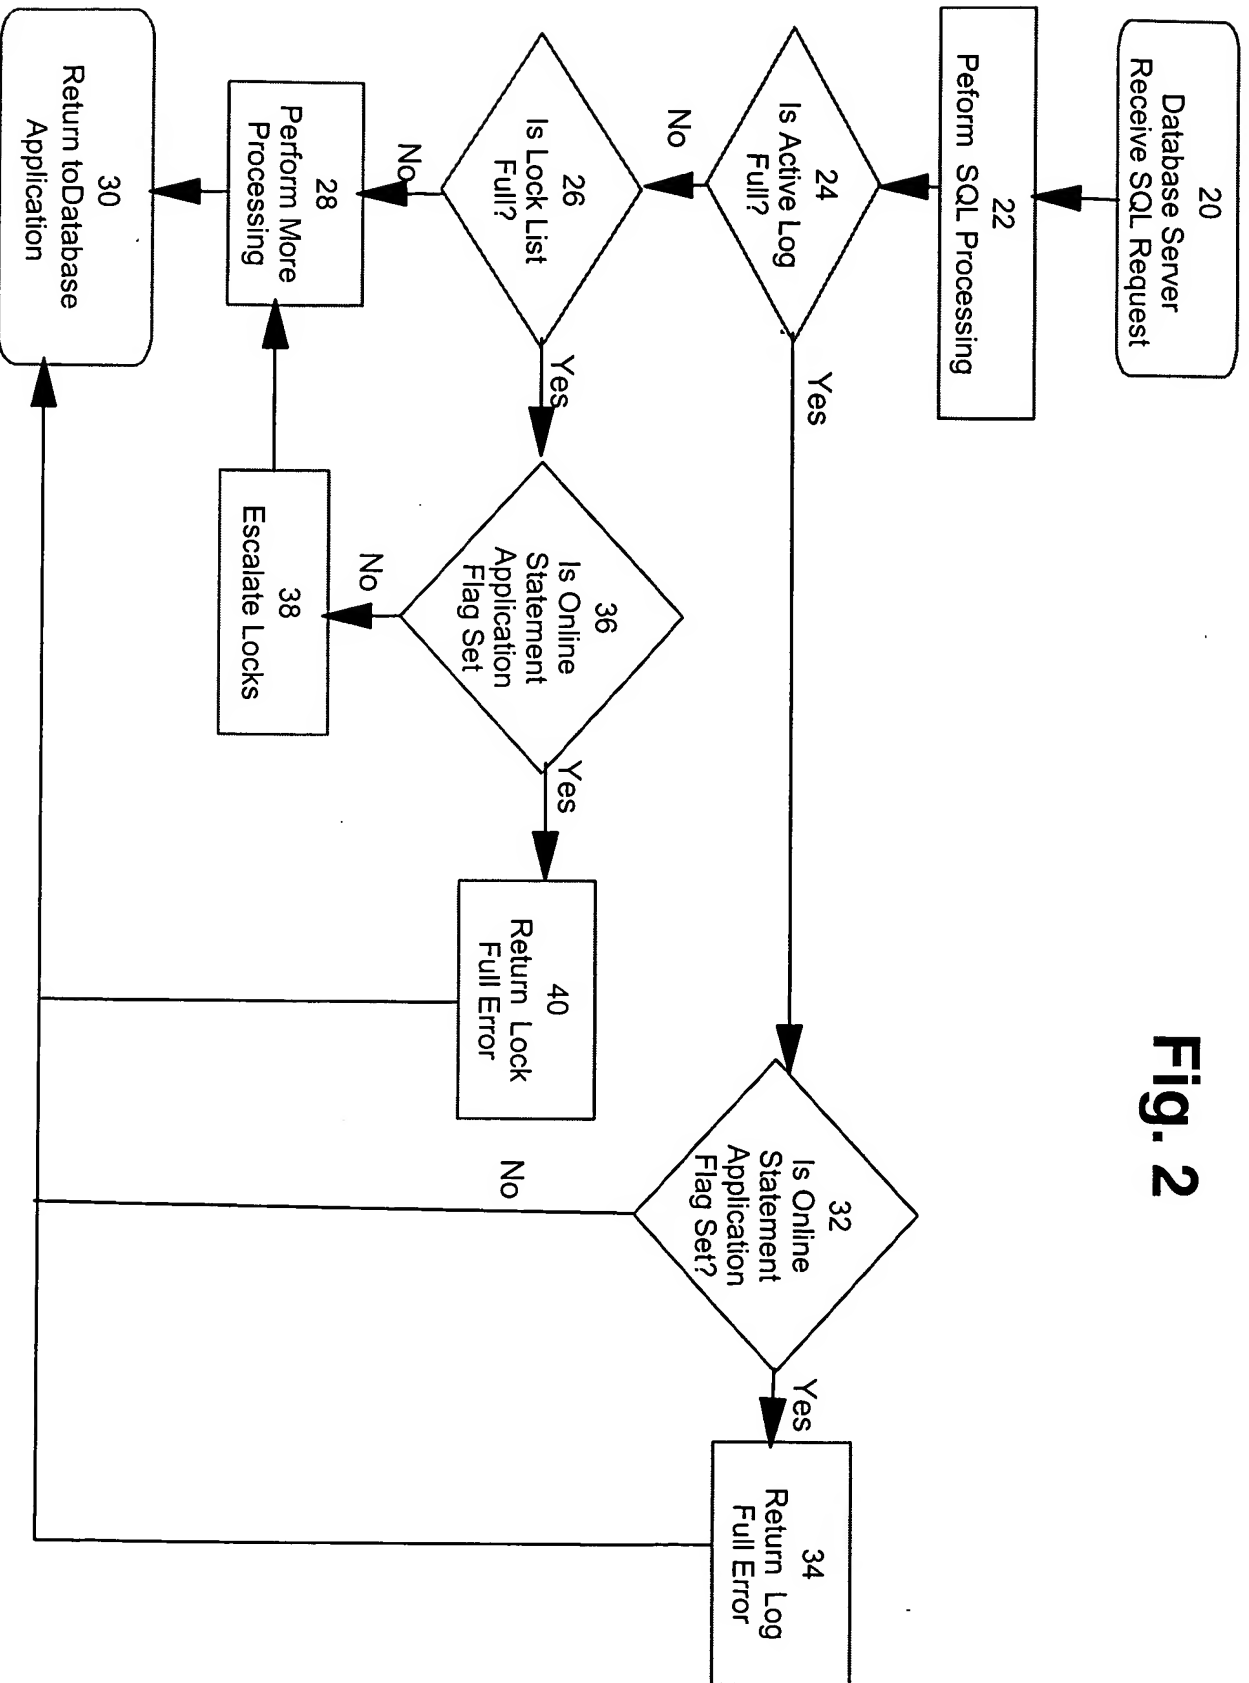 20
Database Server
Receive SQL Request
22
Peform SQL Processing
24
Is Active Log
Full?
No
Yes
26
Is Lock List
Full?
No
Yes
28
Perform More
Processing
30
Return toDatabase
Application
36
Is Online
Statement
Application
Flag Set
No
Yes
38
Escalate Locks
40
Return Lock
Full Error
32
Is Online
Statement
Application
Flag Set?
No
Yes
34
Return Log
Full Error
Fig. 2